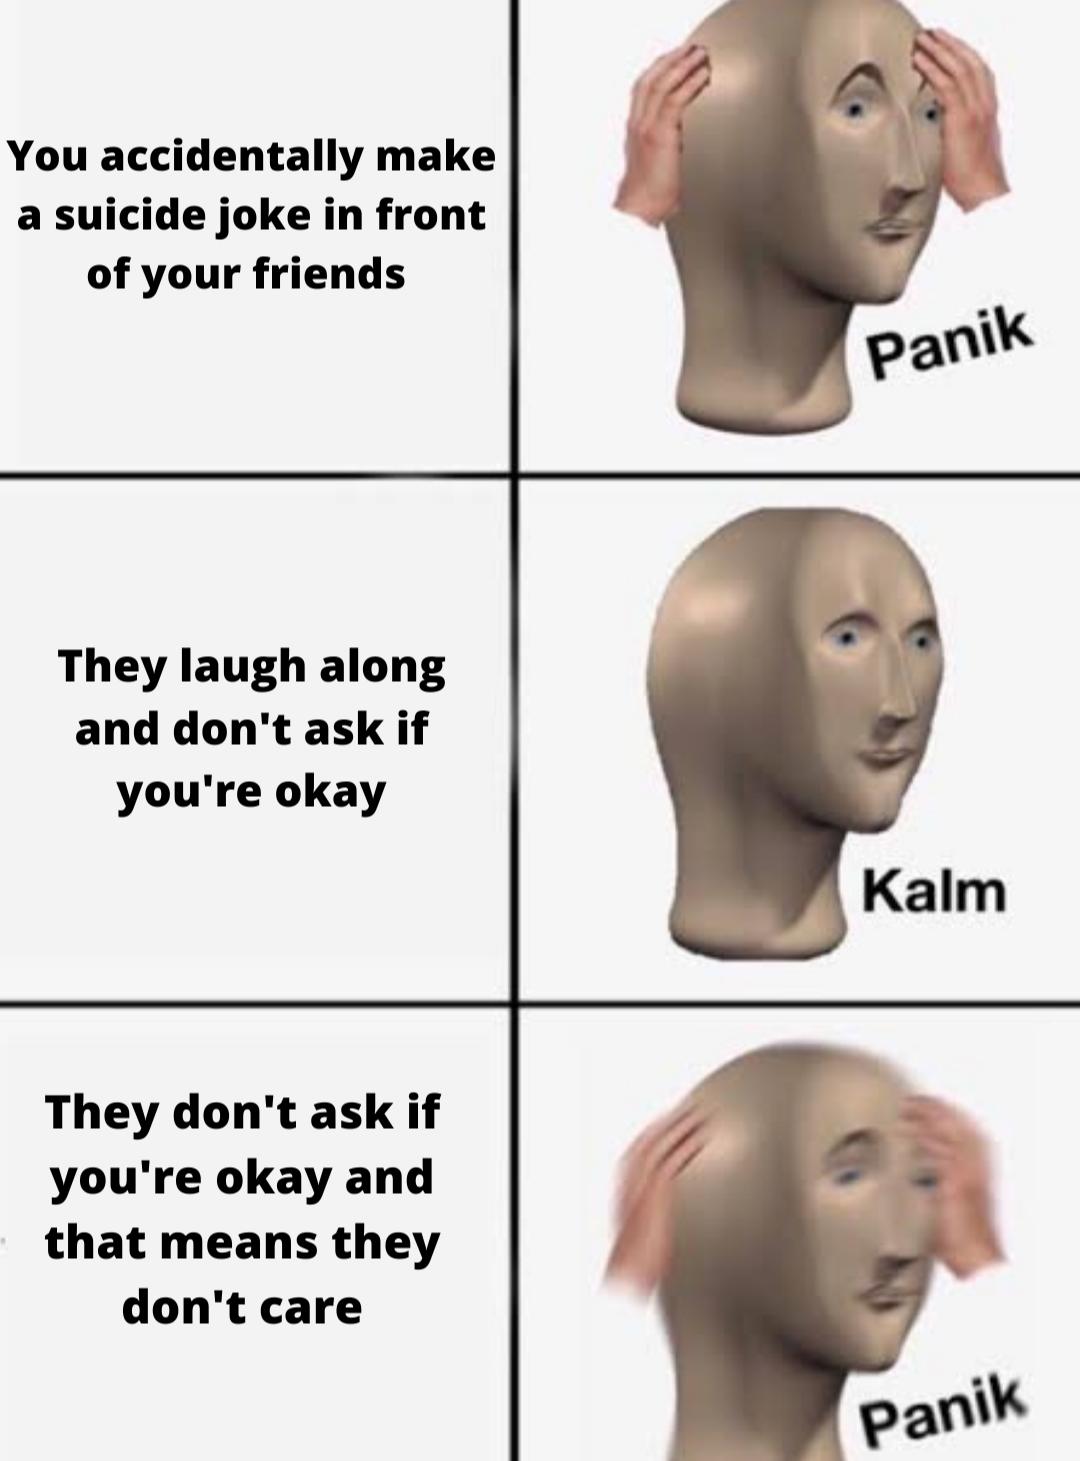 You accidentally make
a suicide joke in front
of your friends
Panik
They laugh along
and don't ask if
you're okay
Kalm
They don't ask if
you're okay and
that means they
don't care
Panik